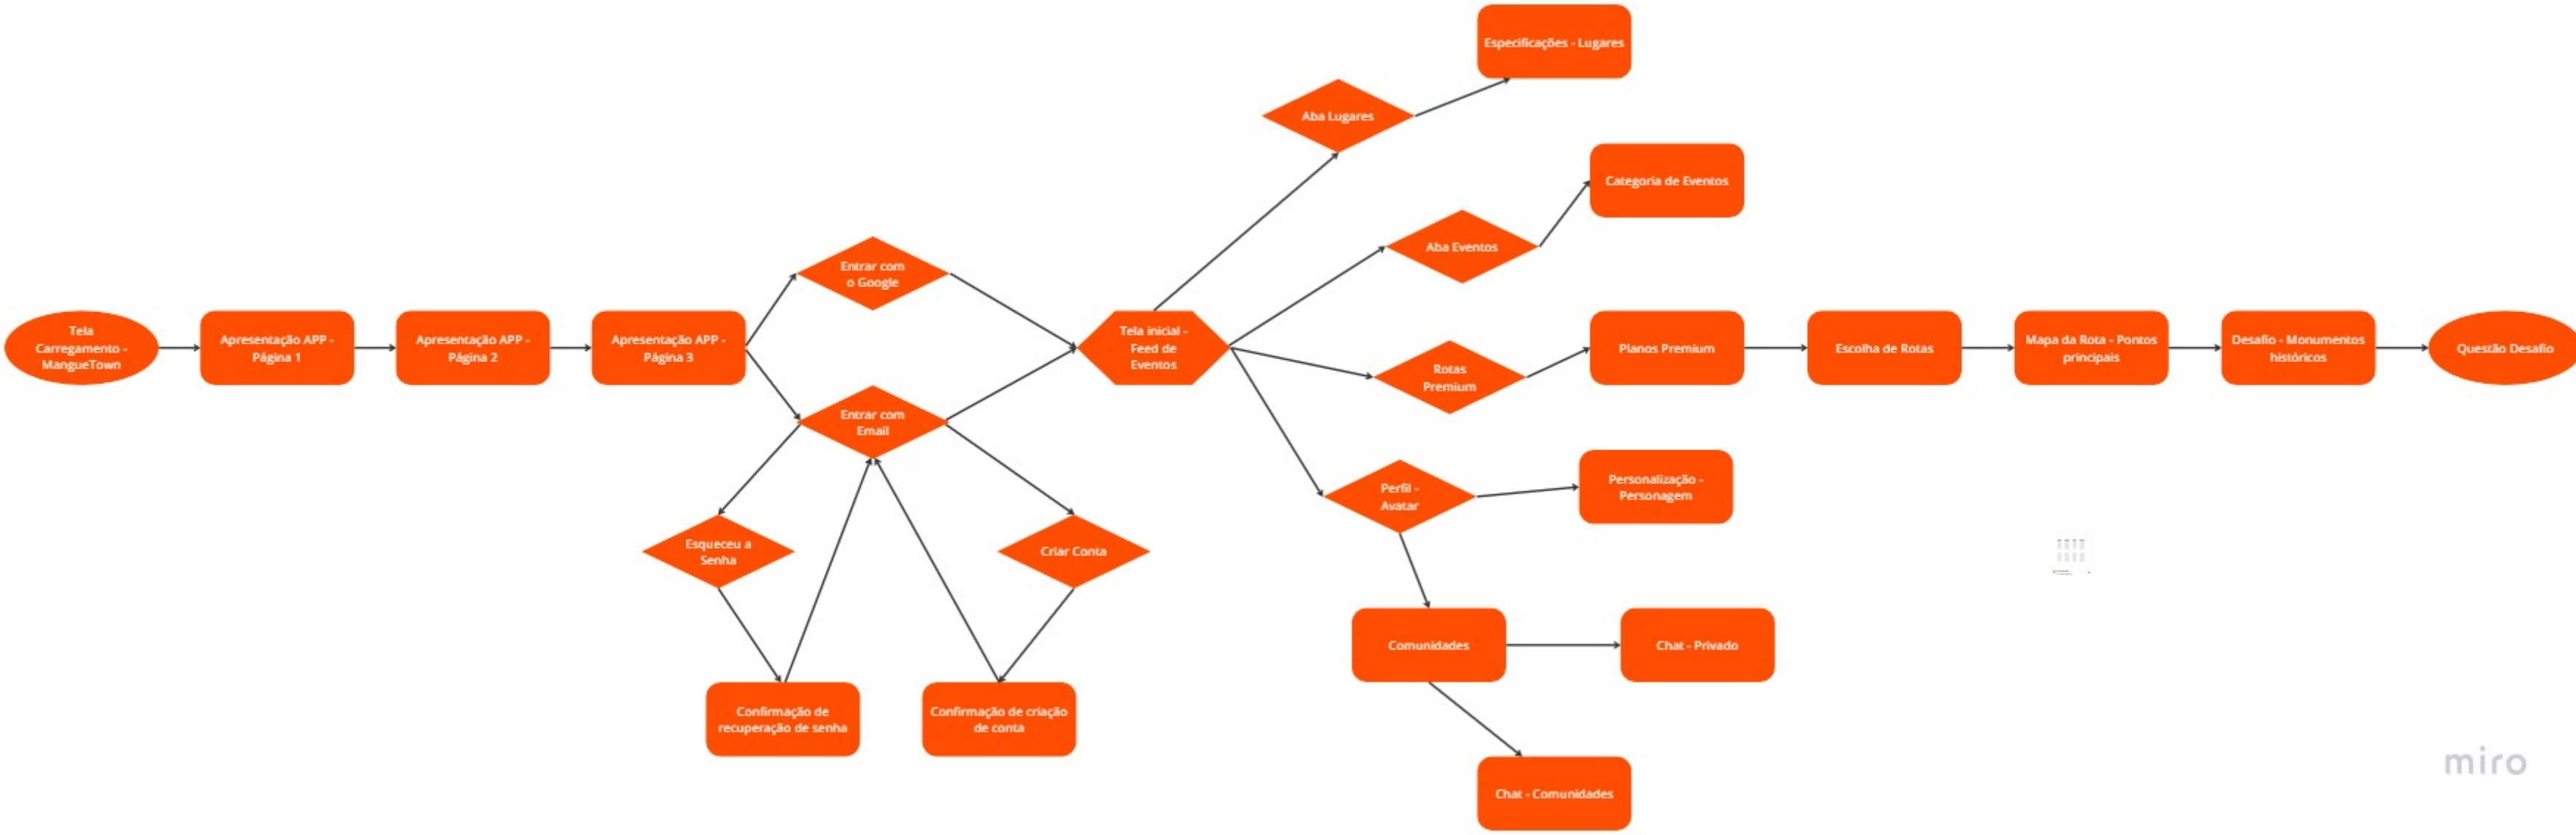 Especificações - Lugares
Aba Lugares
Categoria de Eventos
Aba Eventos
Entrar com
o Google
Tela
Carregamento -
MangueTown
Apresentação APP -
Página 1
Apresentação APP -
Página 2
Apresentação APP -
Página 3
Tela inicial -
Feed de
Eventos
Rotas
Premium
Planos Premium
Escolha de Rotas
Mapa da Rota - Pontos
principais
Desafio - Monumentos
históricos
Questão Desafio
Entrar com
Email
Perfil -
Avatar
Personalização -
Personagem
Esqueceu a
Senha
Criar Conta
Comunidades
Chat - Privado
Confirmação de
recuperação de senha
Confirmação de criação
de conta
Chat - Comunidades
miro